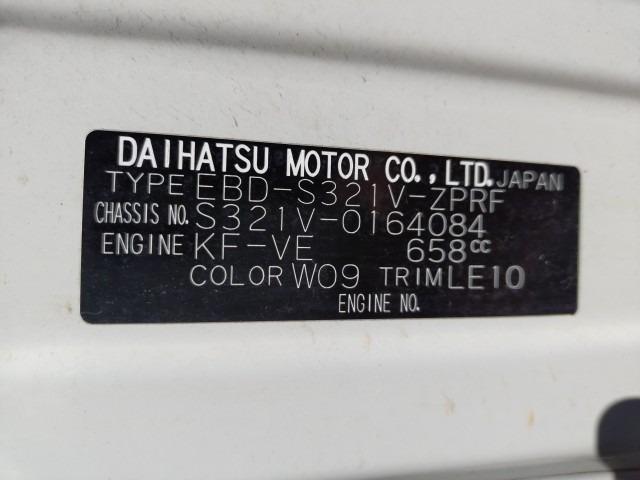 DAIHATSU MOTOR CO., LTD. JAPAN
TYPE EBD-S321V-ZPRF
CHASSIS NO. S321V-0164084
ENGINE KF-VE 658cc
COLOR W09 TRIM LE10
ENGINE NO.